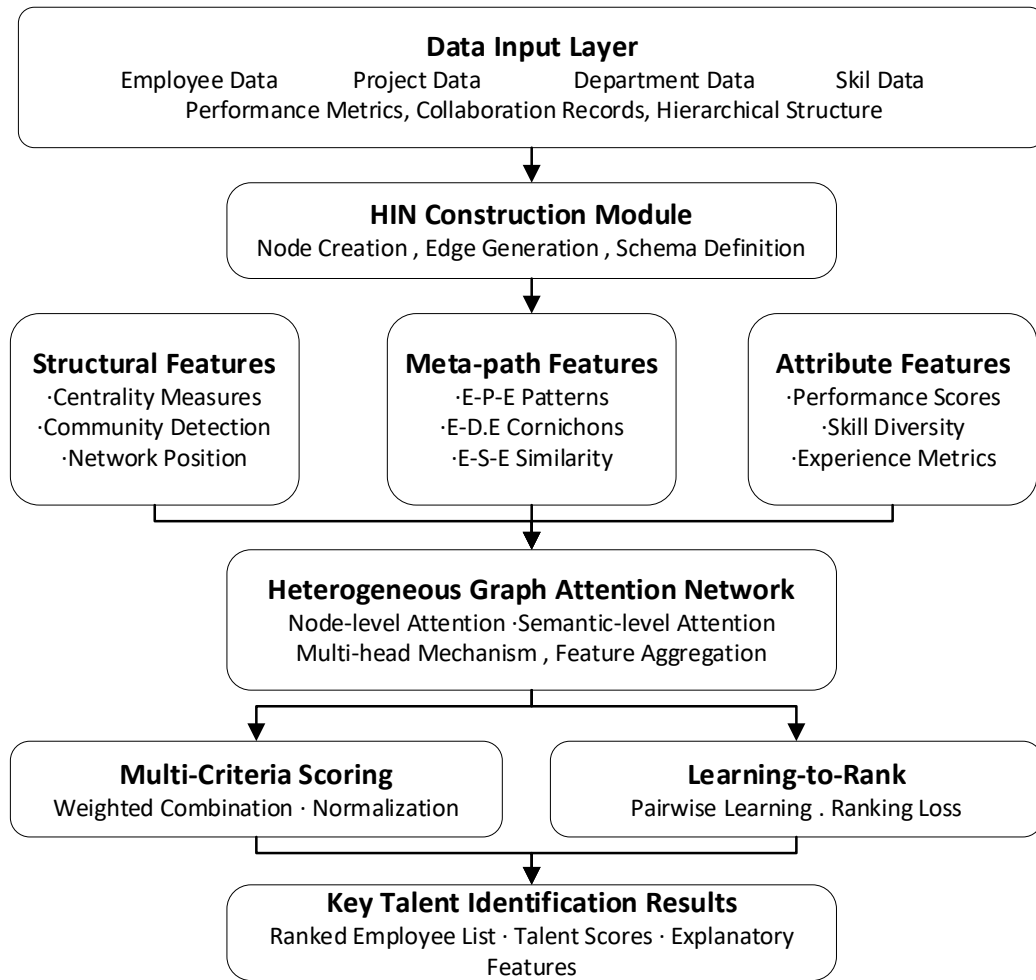 Data Input Layer
Employee Data Project Data Department Data Skil Data
Performance Metrics, Collaboration Records, Hierarchical Structure
HIN Construction Module
Node Creation , Edge Generation , Schema Definition
Structural Features
·Centrality Measures
·Community Detection
·Network Position
Meta-path Features
·E-P-E Patterns
·E-D.E Cornichons
·E-S-E Similarity
Attribute Features
·Performance Scores
·Skill Diversity
·Experience Metrics
Heterogeneous Graph Attention Network
Node-level Attention ·Semantic-level Attention
Multi-head Mechanism , Feature Aggregation
Multi-Criteria Scoring
Weighted Combination · Normalization
Learning-to-Rank
Pairwise Learning . Ranking Loss
Key Talent Identification Results
Ranked Employee List · Talent Scores · Explanatory
Features